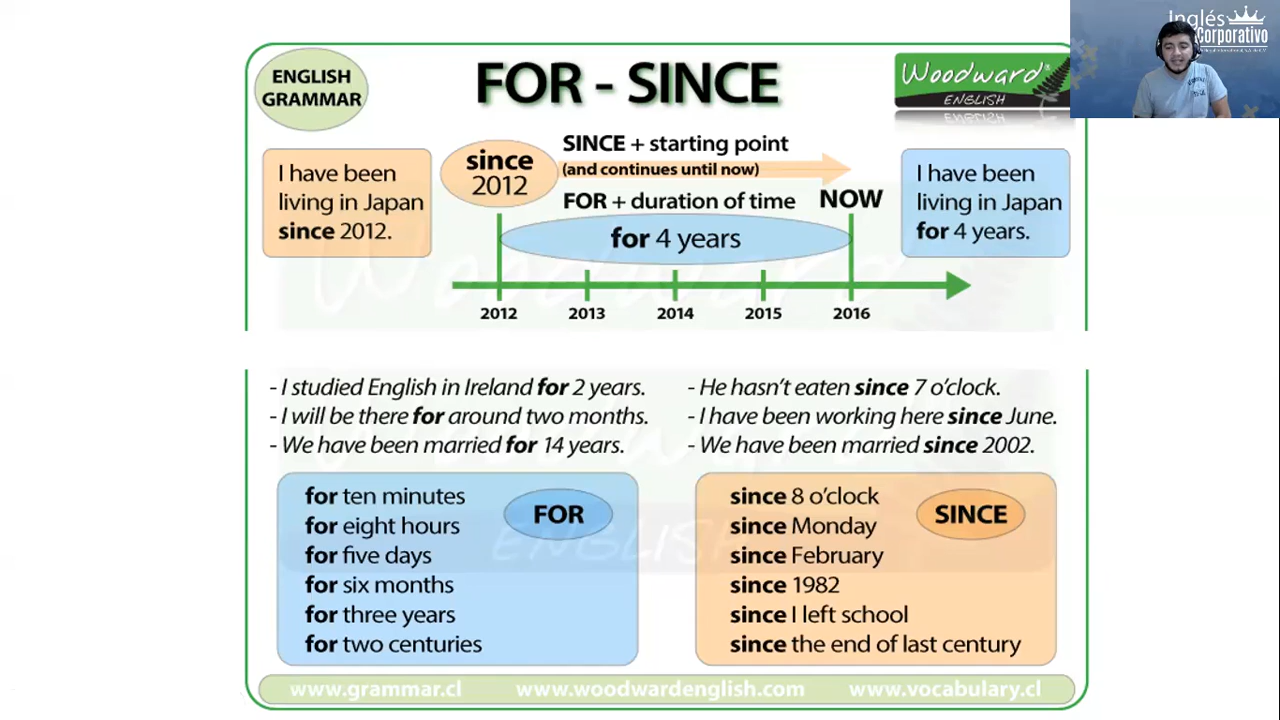 Inglés
Corporativo
ENGLISH
GRAMMAR
FOR - SINCE
Woodward®
ENGLISH
I have been
living in Japan
since 2012.
since
2012
SINCE + starting point
(and continues until now)
FOR + duration of time
NOW
for 4 years
I have been
living in Japan
for 4 years.
2012 2013 2014 2015 2016
- I studied English in Ireland for 2 years.
- I will be there for around two months.
- We have been married for 14 years.
- He hasn't eaten since 7 o'clock.
- I have been working here since June.
- We have been married since 2002.
for ten minutes
for eight hours
for five days
for six months
for three years
for two centuries
FOR
since 8 o'clock
since Monday
since February
since 1982
since I left school
since the end of last century
SINCE
www.grammar.cl www.woodwardenglish.com www.vocabulary.cl